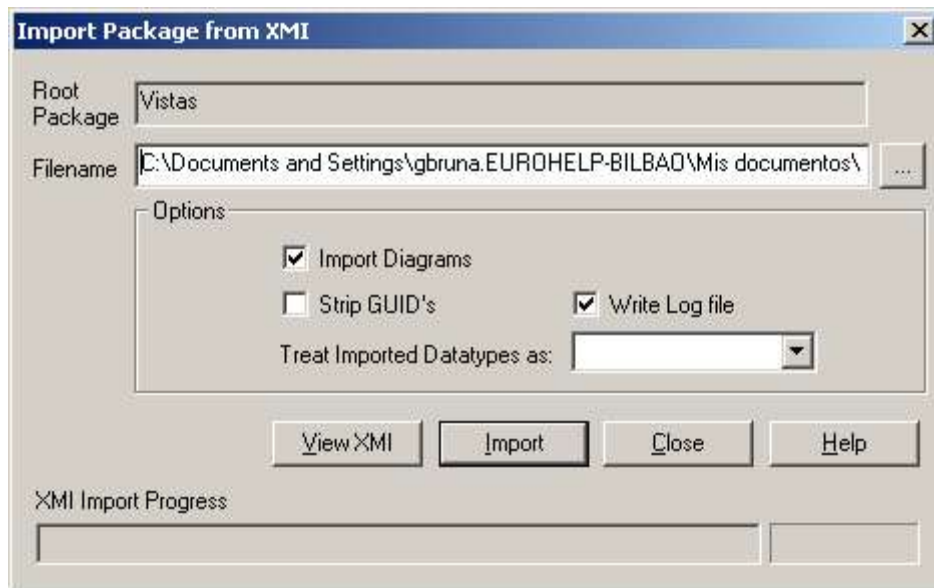 Import Package from XMI
Root
Package
Vistas
Filename
C:\Documents and Settings\gbruna.EUROHELP-BILBAO\Mis documentos\
...
Options
Import Diagrams
Strip GUID's
Write Log file
Treat Imported Datatypes as:
View XMI
Import
Close
Help
XMI Import Progress